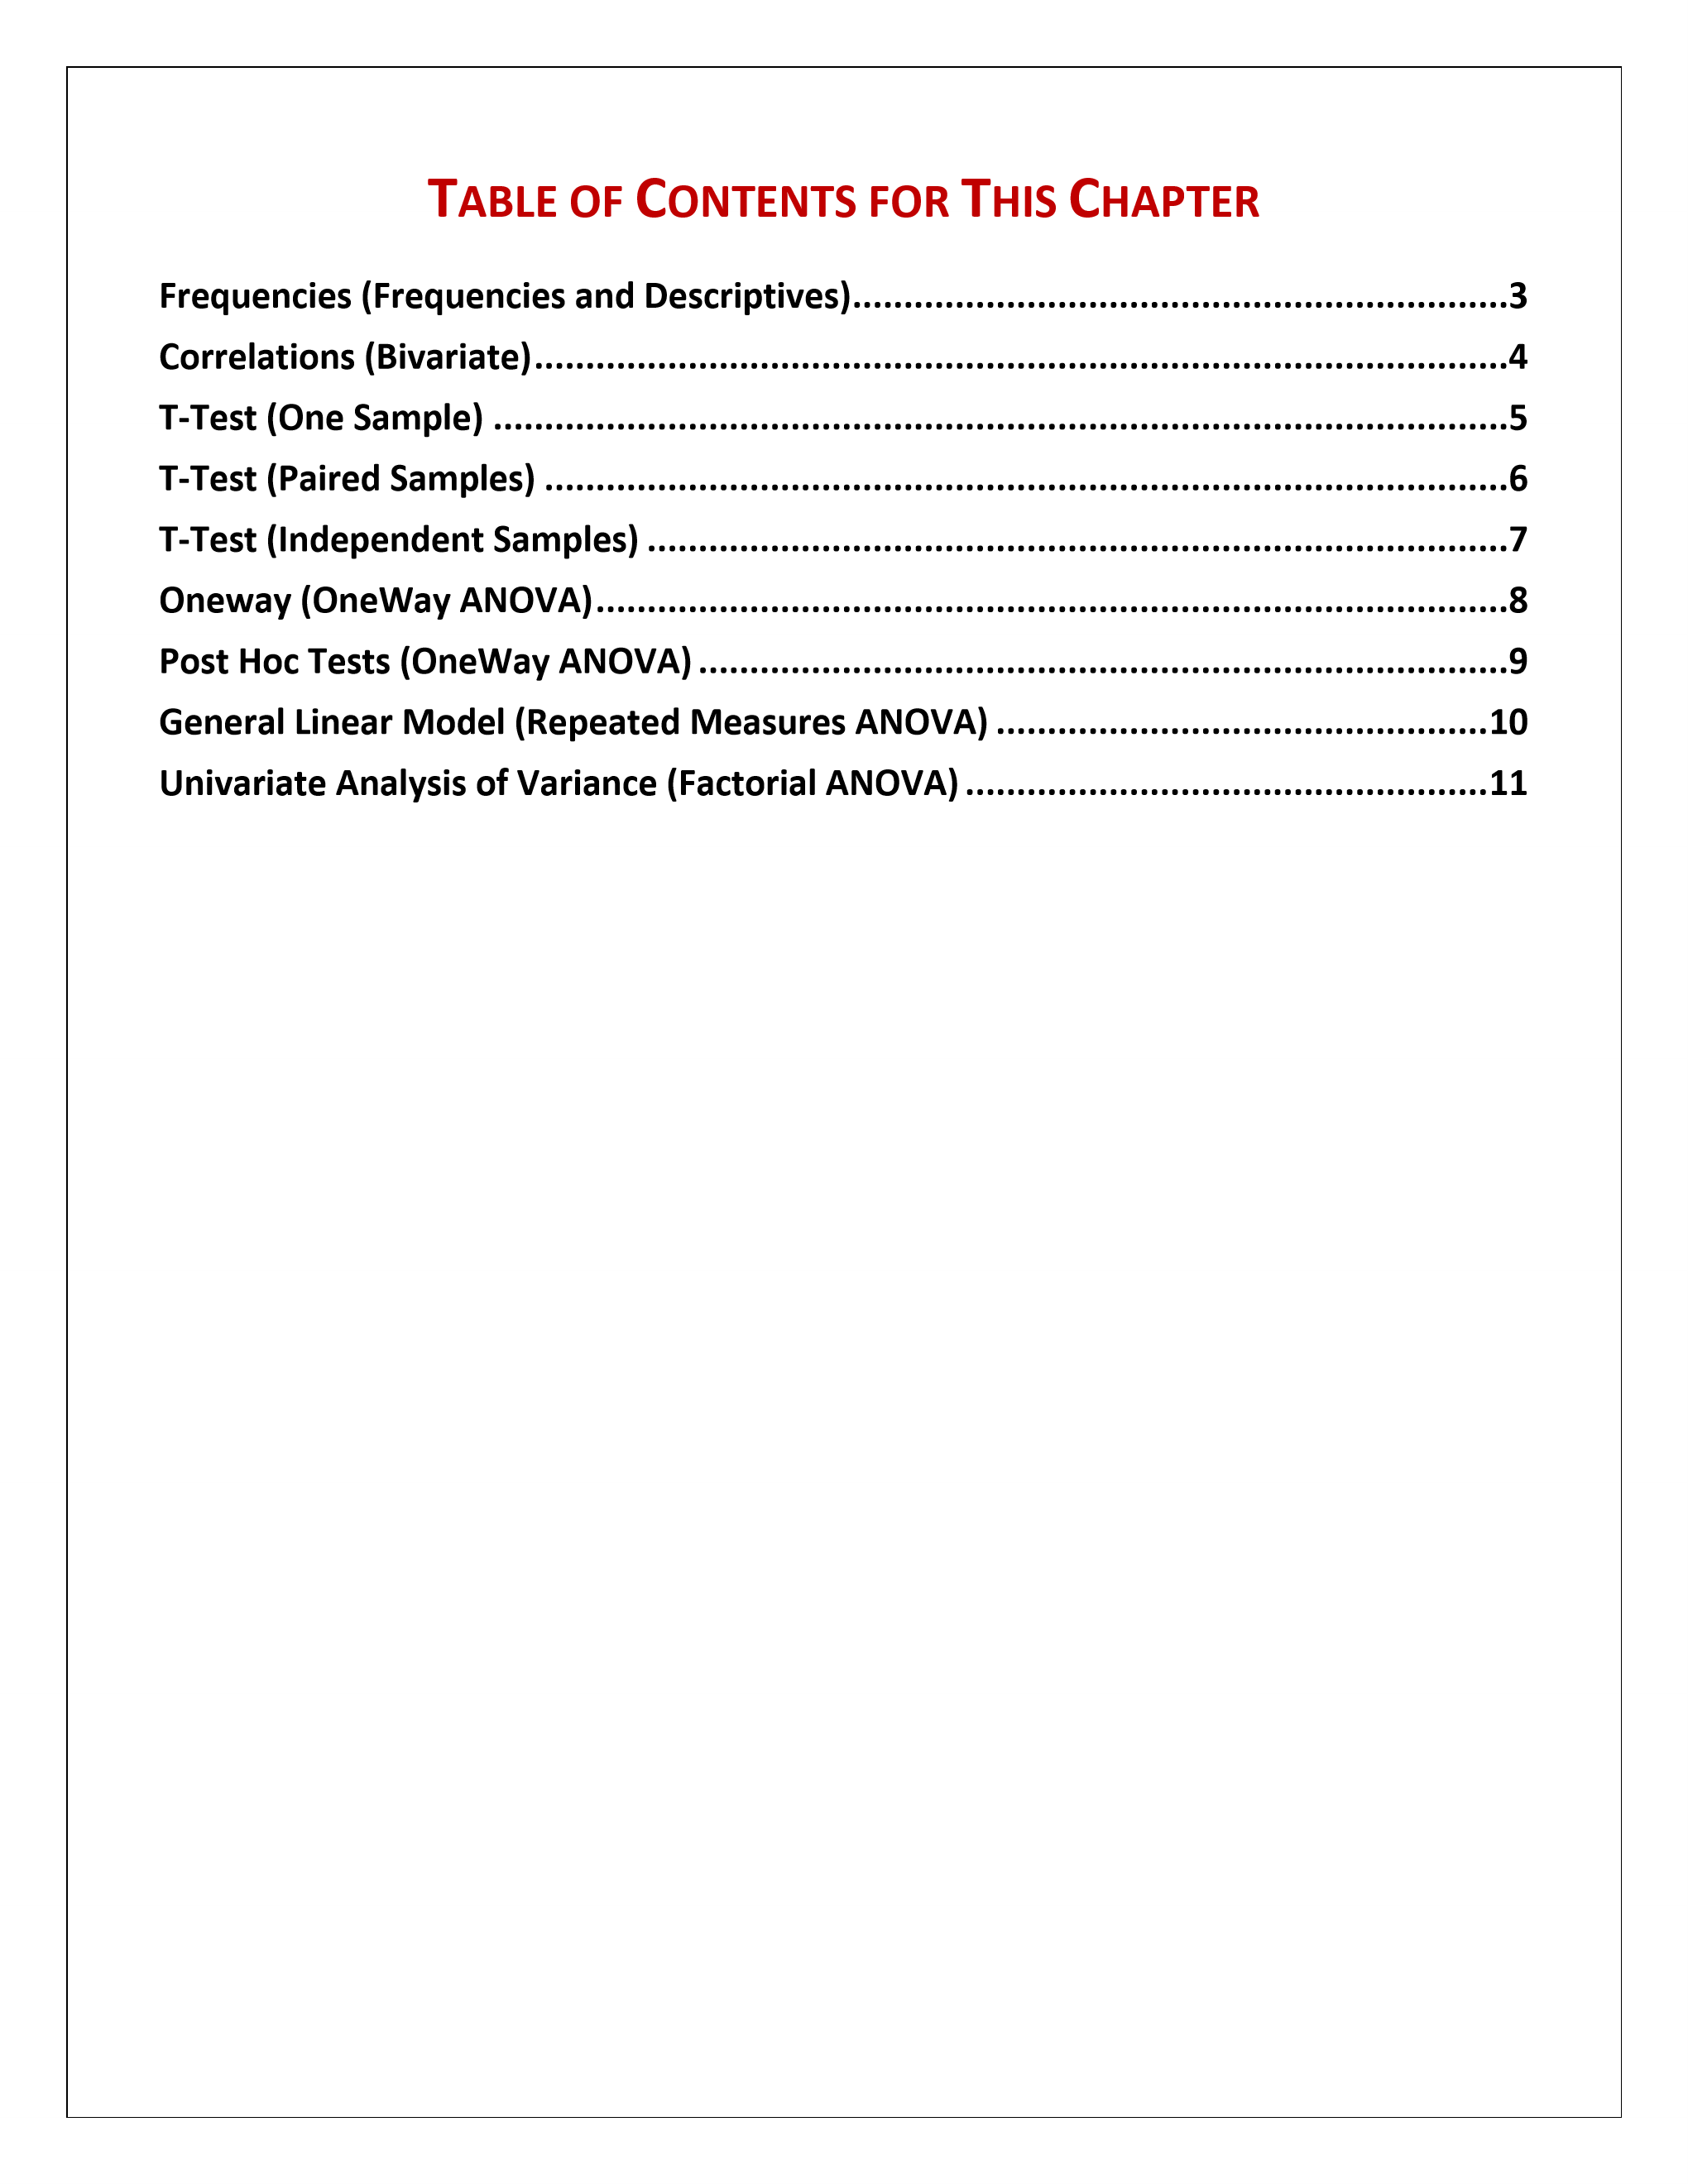 TABLE OF CONTENTS FOR THIS CHAPTER
Frequencies (Frequencies and Descriptives)................................................................3
Correlations (Bivariate)...............................................................................................4
T-Test (One Sample) ...................................................................................................5
T-Test (Paired Samples) ..............................................................................................6
T-Test (Independent Samples) ....................................................................................7
Oneway (OneWay ANOVA).........................................................................................8
Post Hoc Tests (OneWay ANOVA) ...............................................................................9
General Linear Model (Repeated Measures ANOVA) ................................................10
Univariate Analysis of Variance (Factorial ANOVA) ...................................................11